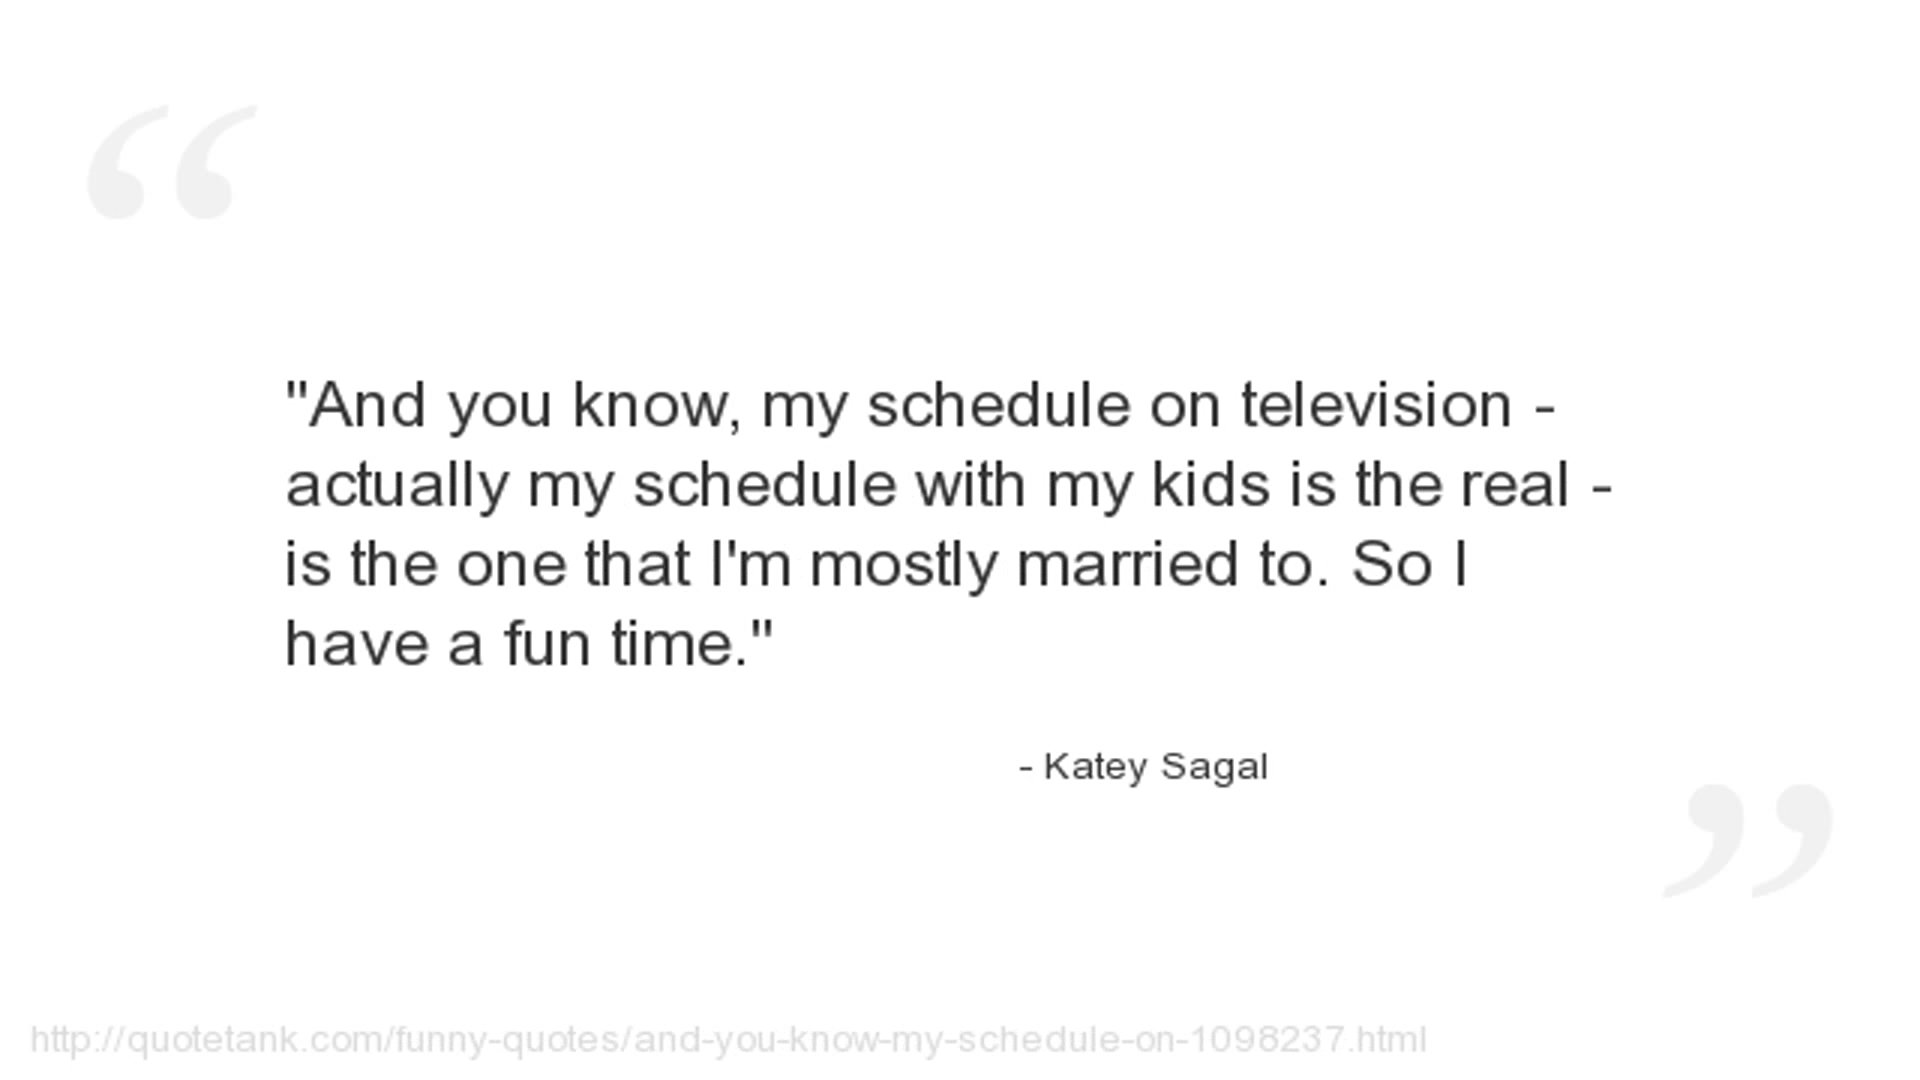 "And you know, my schedule on television -
actually my schedule with my kids is the real -
is the one that I'm mostly married to. So I
have a fun time."
- Katey Sagal
http://quotetank.com/funny-quotes/and-you-know-my-schedule-on-1098237.html